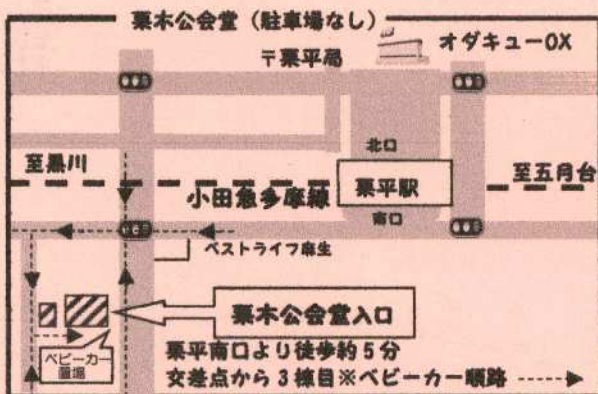 栗木公会堂（駐車場なし）
オダキューOX
〒栗平局
北口
至黒川
栗平駅
至五月台
小田急多摩線
南口
ベストライフ麻生
栗木公会堂入口
ベビーカー
置場
栗平南口より徒歩約5分
交差点から3棟目※ベビーカー順路